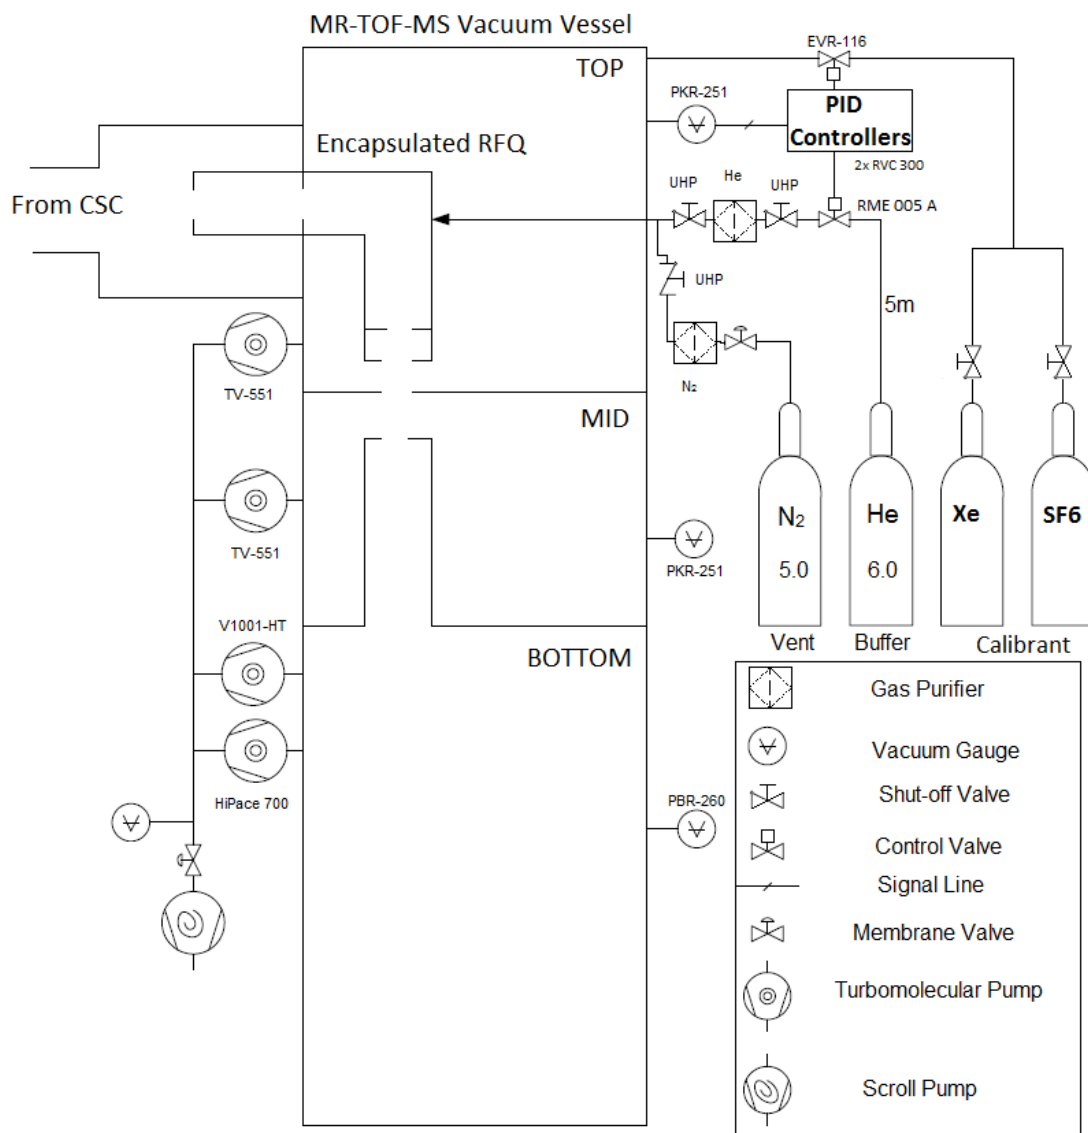 MR-TOF-MS Vacuum Vessel
TOP
EVR-116
PKR-251
PID
Controllers
2x RVC 300
Encapsulated RFQ
From CSC
UHP
He
UHP
RME 005 A
UHP
5m
N₂
TV-551
MID
TV-551
PKR-251
N₂
5.0
He
6.0
Xe
SF6
Vent
Buffer
Calibrant
V1001-HT
BOTTOM
HiPace 700
PBR-260
Gas Purifier
Vacuum Gauge
Shut-off Valve
Control Valve
Signal Line
Membrane Valve
Turbomolecular Pump
Scroll Pump